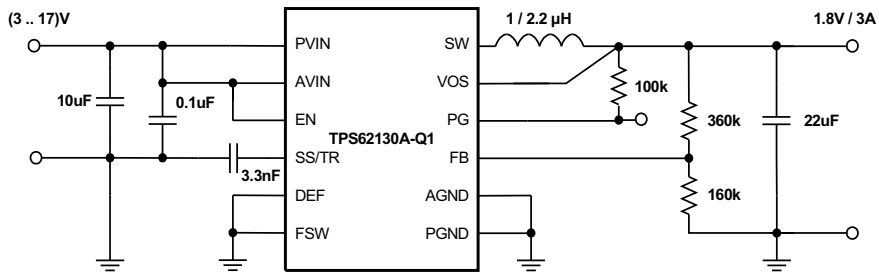 (3 .. 17)V
1 / 2.2 µH
1.8V / 3A
PVIN
SW
AVIN
VOS
100k
10uF
0.1uF
EN
PG
360k
22uF
TPS62130A-Q1
SS/TR
FB
3.3nF
DEF
AGND
160k
FSW
PGND